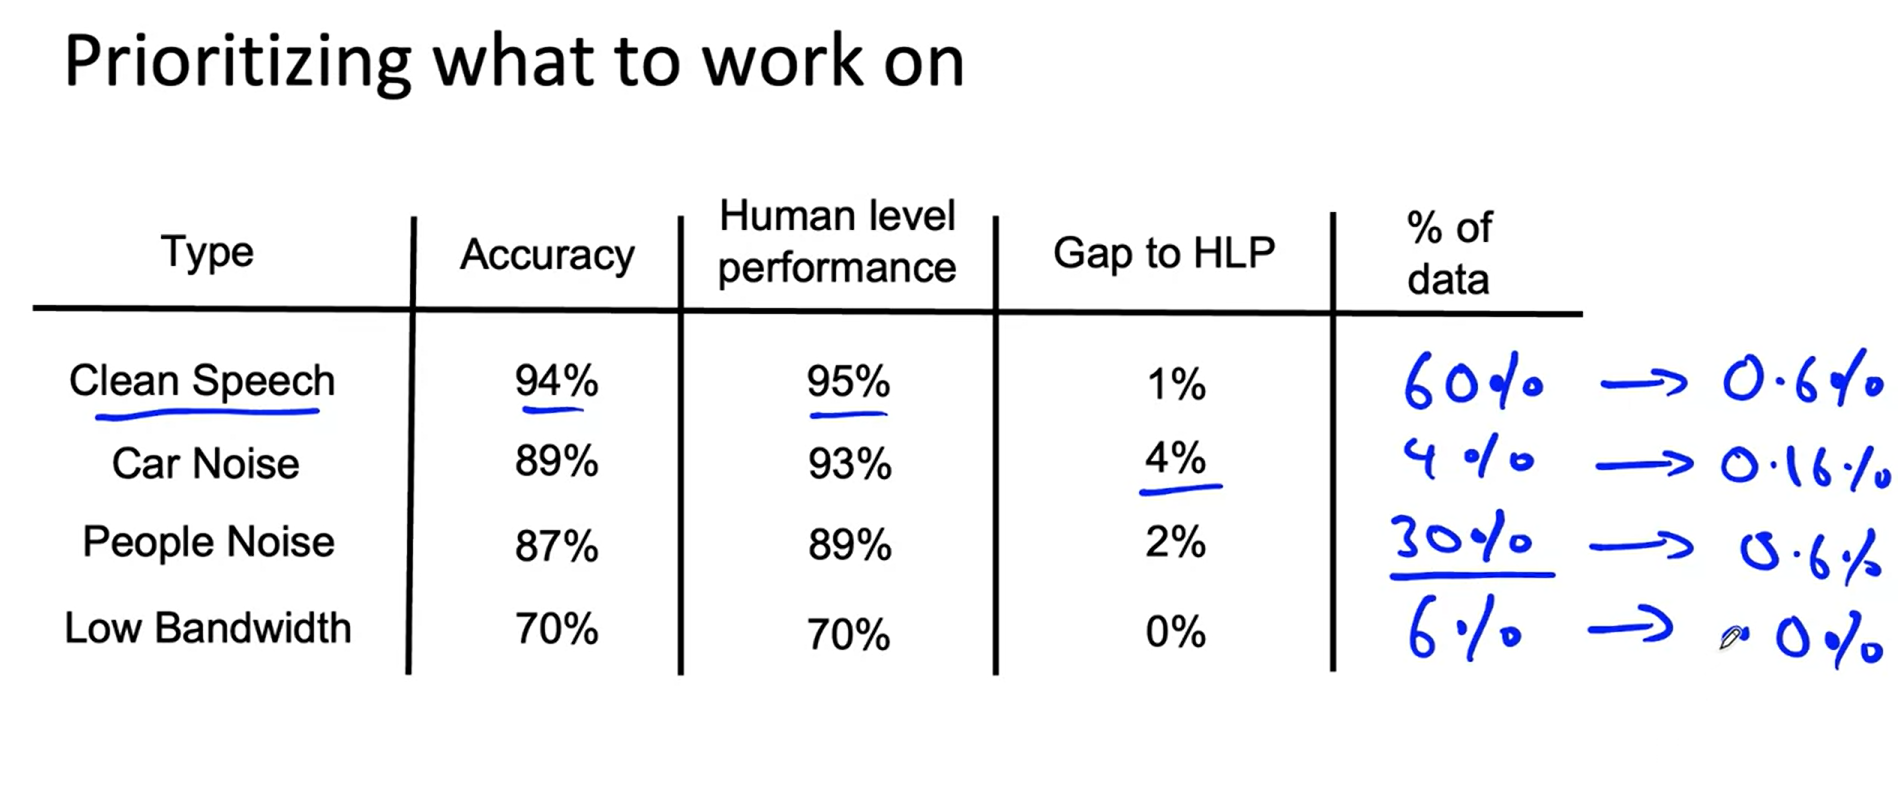 Prioritizing what to work on
Type Accuracy Human level performance Gap to HLP % of data
Clean Speech 94% 95% 1% 60% → 0.6%
Car Noise 89% 93% 4% 4% → 0.16%
People Noise 87% 89% 2% 30% → 0.6%
Low Bandwidth 70% 70% 0% 6% → 0%